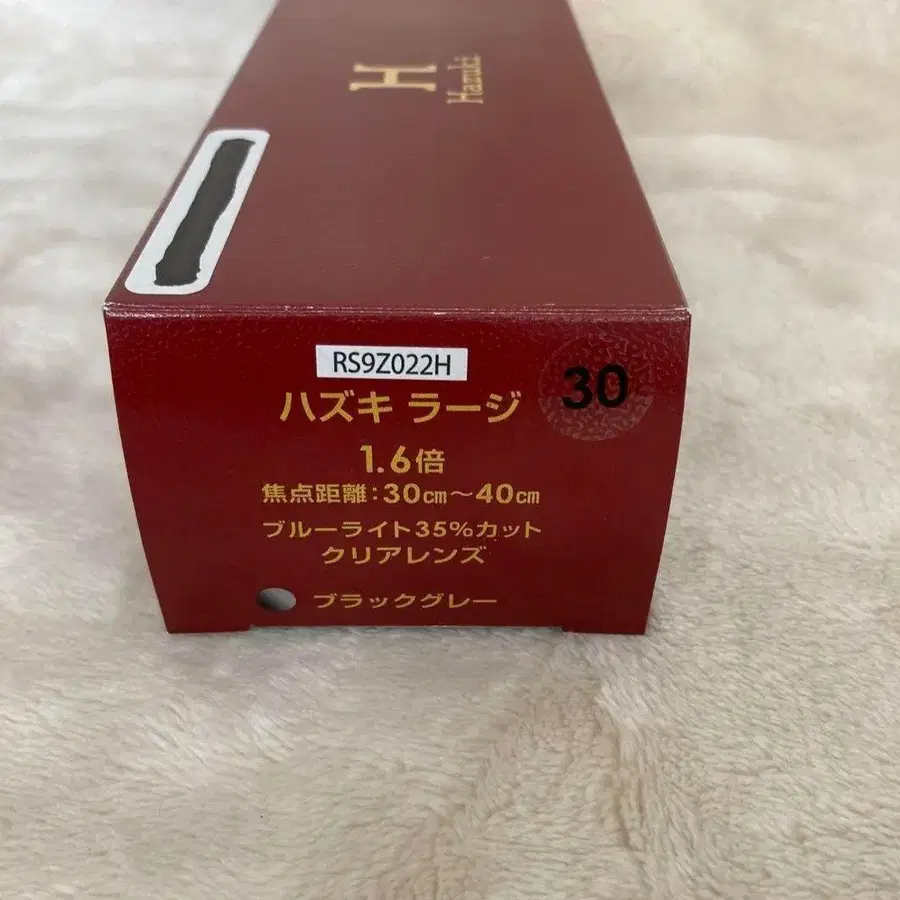 H
Hazuki
RS9Z022H
30
ハズキ ラージ
1.6倍
焦点距離:30㎝～40㎝
ブルーライト35%カット
クリアレンズ
ブラックグレー